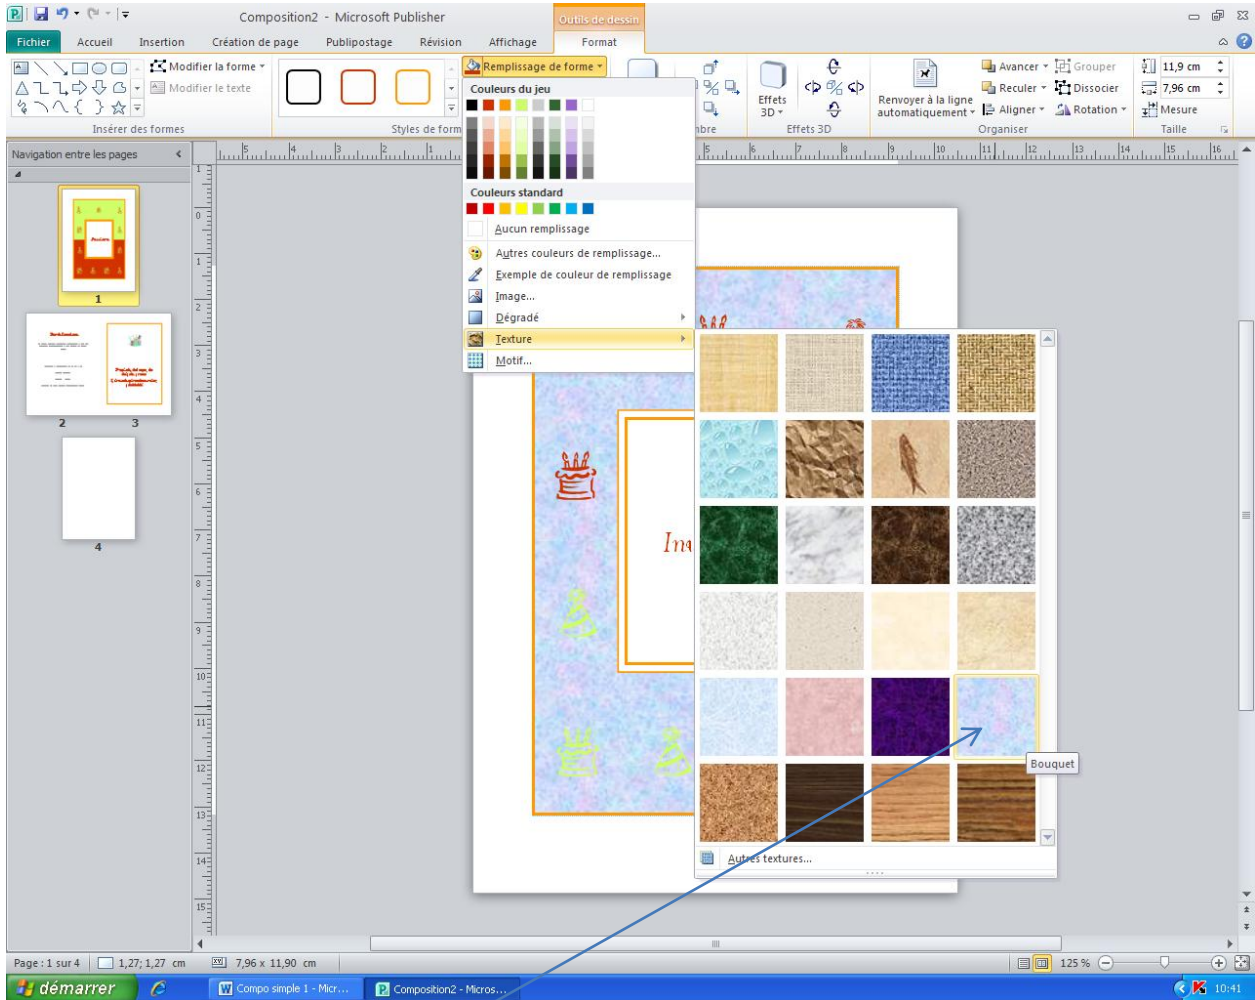 Composition2 - Microsoft Publisher
Outils de dessin
Fichier Accueil Insertion Création de page Publipostage Révision Affichage Format
Modifier la forme
Modifier le texte
Insérer des formes
Styles de form
Remplissage de forme
Effets 3D
Effets 3D
Renvoyer à la ligne automatiquement
Avancer
Reculer
Aligner
Grouper
Dissocier
Rotation
Organiser
11,9 cm
7,96 cm
Mesure
Taille
Navigation entre les pages
1
2 3
4
Couleurs du jeu
Couleurs standard
Aucun remplissage
Autres couleurs de remplissage...
Exemple de couleur de remplissage
Image...
Dégradé
Texture
Motif...
Bouquet
Autres textures...
Page : 1 sur 4 1,27; 1,27 cm 7,96 x 11,90 cm 125 %
démarrer Compo simple 1 - Micr... Composition2 - Micros... 10:41